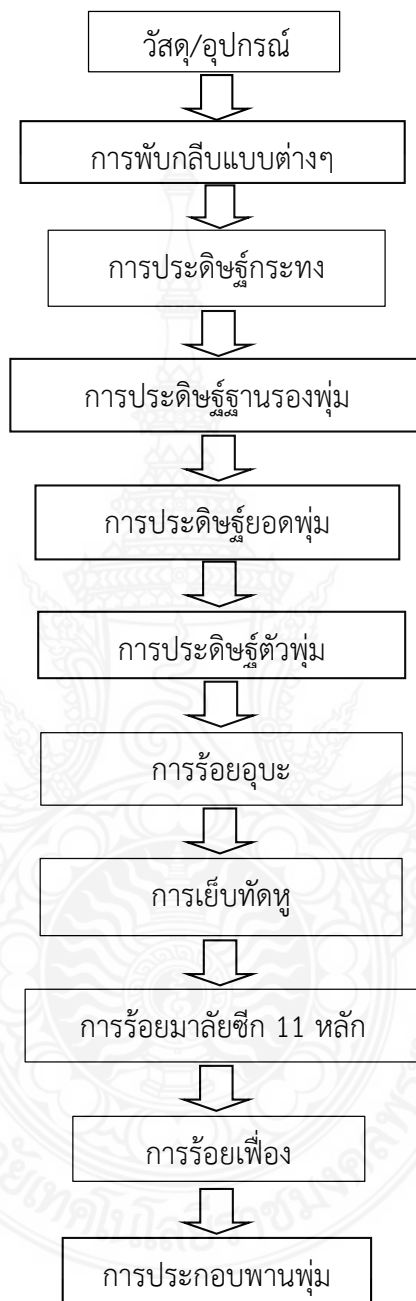 วัสดุ/อุปกรณ์
การพับกลีบแบบต่างๆ
การประดิษฐ์กระทง
การประดิษฐ์ฐานรองพุ่ม
การประดิษฐ์ยอดพุ่ม
การประดิษฐ์ตัวพุ่ม
การร้อยอุบะ
การเย็บทัดหู
การร้อยมาลัยซีก 11 หลัก
การร้อยเฟื่อง
การประกอบพานพุ่ม